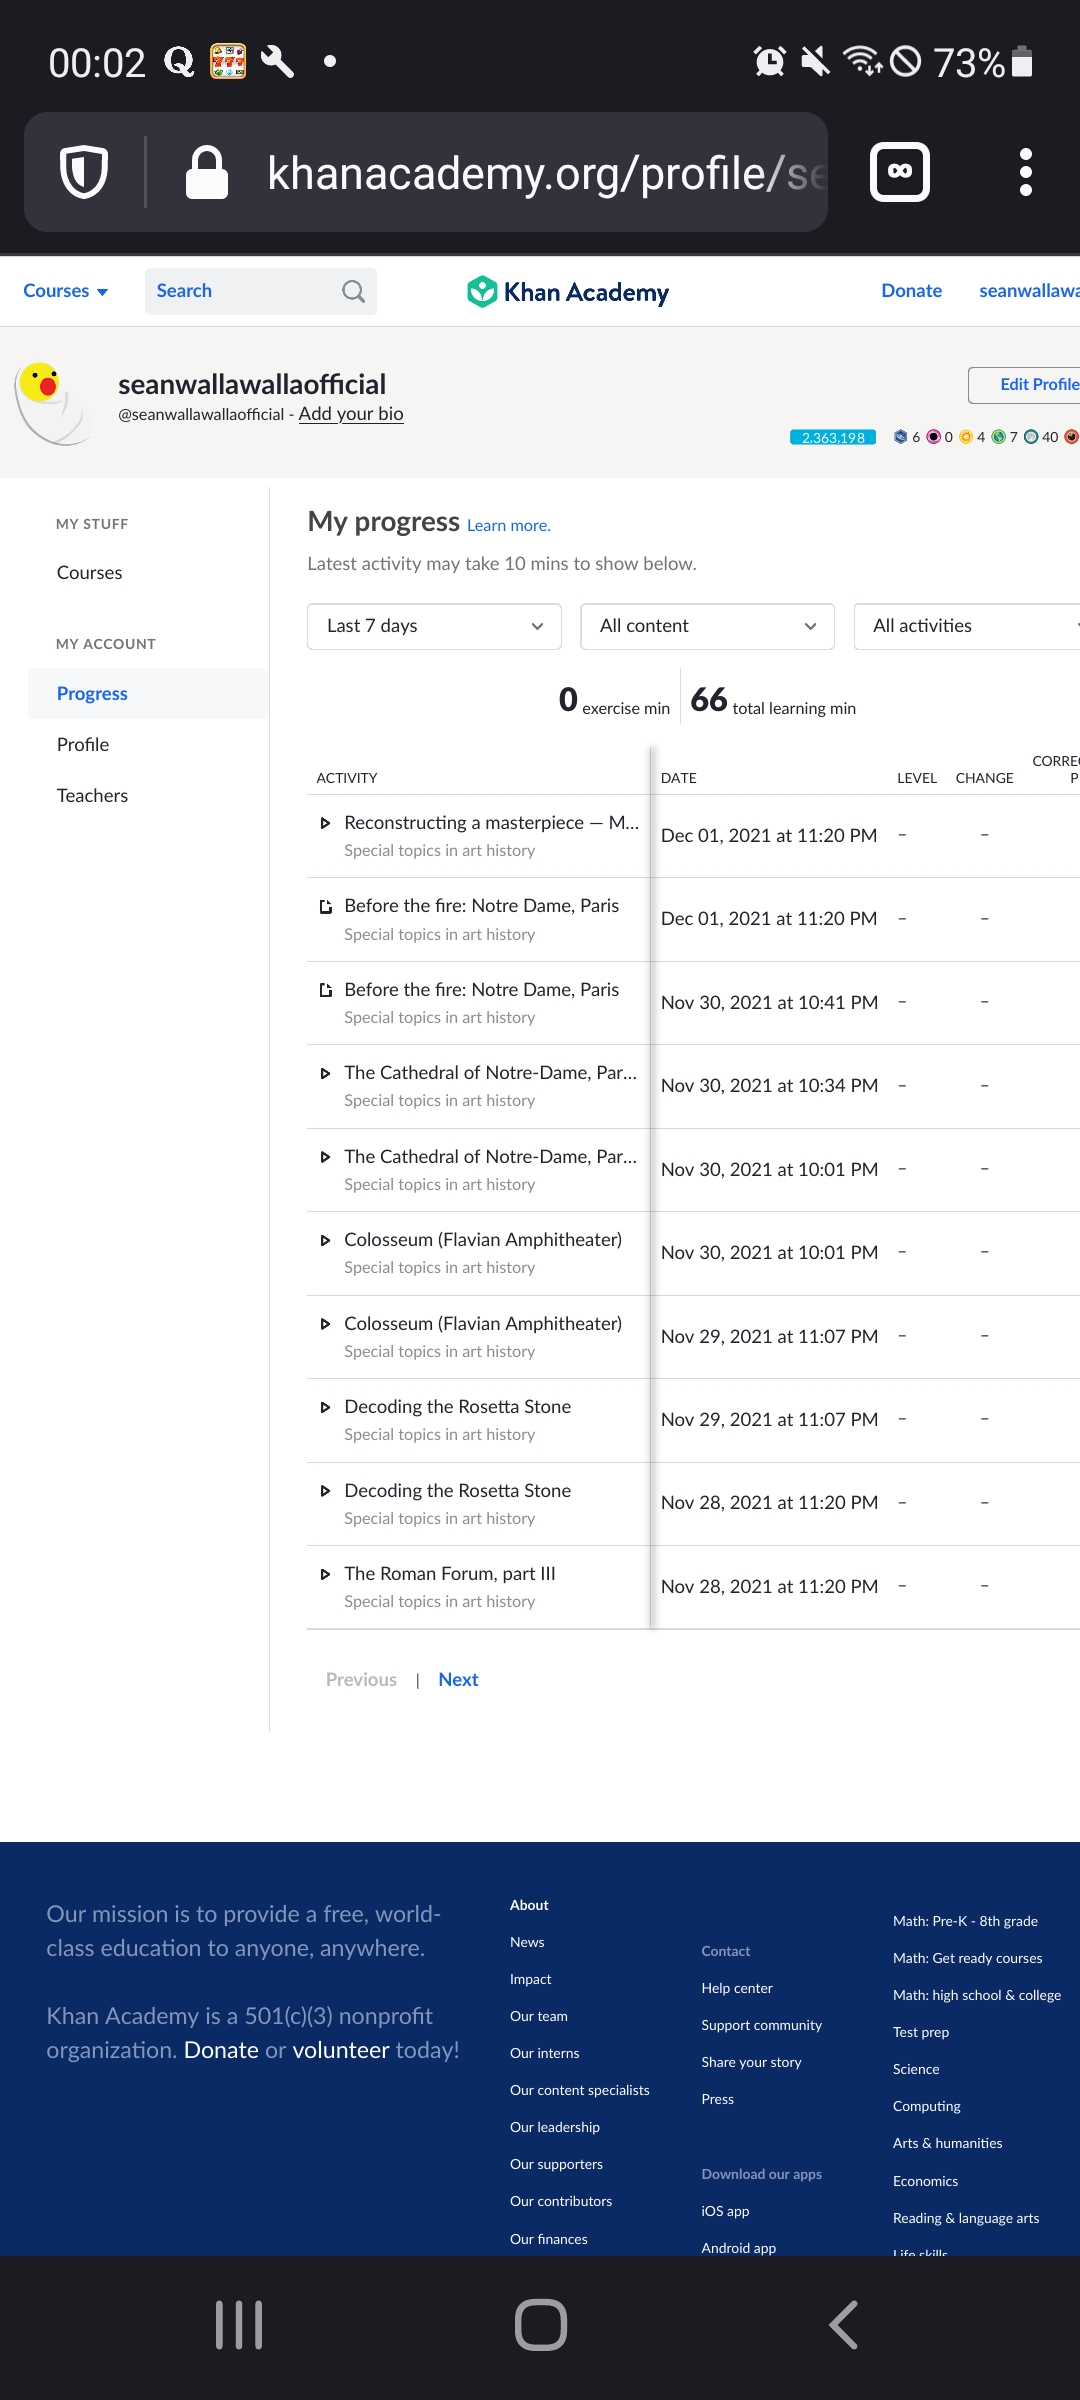 00:02
73%
khanacademy.org/profile/se
Courses
Search
Khan Academy
Donate
seanwallawa
seanwallawallaofficial
@seanwallawallaofficial - Add your bio
Edit Profile
2,363,198
6 0 4 7 40
MY STUFF
Courses
MY ACCOUNT
Progress
Profile
Teachers
My progress Learn more.
Latest activity may take 10 mins to show below.
Last 7 days
All content
All activities
0 exercise min
66 total learning min
ACTIVITY DATE LEVEL CHANGE CORREC
P
Reconstructing a masterpiece — M...
Special topics in art history
Dec 01, 2021 at 11:20 PM – –
Before the fire: Notre Dame, Paris
Special topics in art history
Dec 01, 2021 at 11:20 PM – –
Before the fire: Notre Dame, Paris
Special topics in art history
Nov 30, 2021 at 10:41 PM – –
The Cathedral of Notre-Dame, Par...
Special topics in art history
Nov 30, 2021 at 10:34 PM – –
The Cathedral of Notre-Dame, Par...
Special topics in art history
Nov 30, 2021 at 10:01 PM – –
Colosseum (Flavian Amphitheater)
Special topics in art history
Nov 30, 2021 at 10:01 PM – –
Colosseum (Flavian Amphitheater)
Special topics in art history
Nov 29, 2021 at 11:07 PM – –
Decoding the Rosetta Stone
Special topics in art history
Nov 29, 2021 at 11:07 PM – –
Decoding the Rosetta Stone
Special topics in art history
Nov 28, 2021 at 11:20 PM – –
The Roman Forum, part III
Special topics in art history
Nov 28, 2021 at 11:20 PM – –
Previous | Next
Our mission is to provide a free, world-
class education to anyone, anywhere.
Khan Academy is a 501(c)(3) nonprofit
organization. Donate or volunteer today!
About
News
Impact
Our team
Our interns
Our content specialists
Our leadership
Our supporters
Our contributors
Our finances
Contact
Help center
Support community
Share your story
Press
Download our apps
iOS app
Android app
Math: Pre-K - 8th grade
Math: Get ready courses
Math: high school & college
Test prep
Science
Computing
Arts & humanities
Economics
Reading & language arts
Life skills